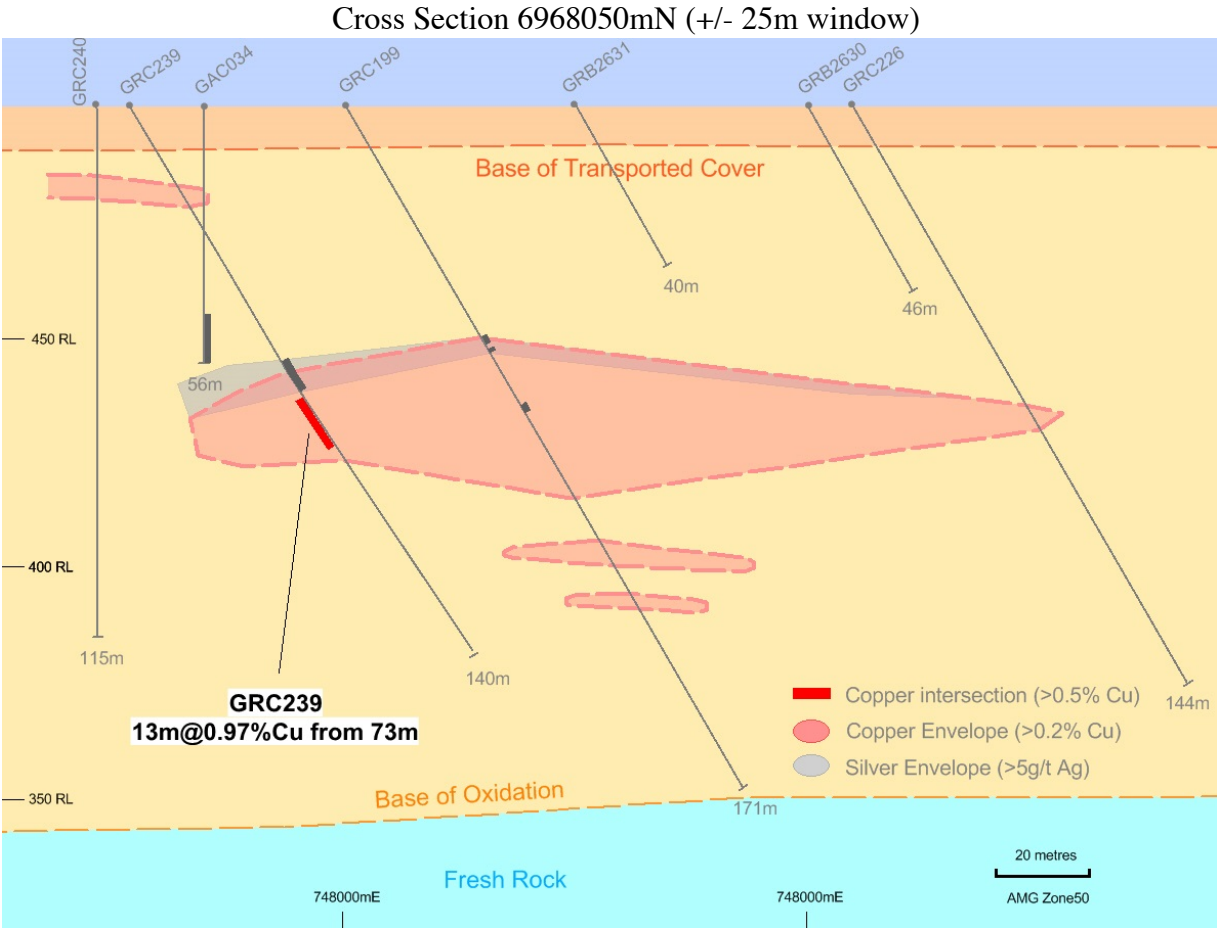 Cross Section 6968050mN (+/- 25m window)
GRC240
GRC239
GAC034
GRC199
GRB2631
GRB2630
GRC226
Base of Transported Cover
40m
46m
450 RL
56m
400 RL
115m
140m
GRC239
13m@0.97%Cu from 73m
Copper intersection (>0.5% Cu)
144m
Copper Envelope (>0.2% Cu)
Silver Envelope (>5g/t Ag)
350 RL
Base of Oxidation
171m
Fresh Rock
20 metres
748000mE
748000mE
AMG Zone50